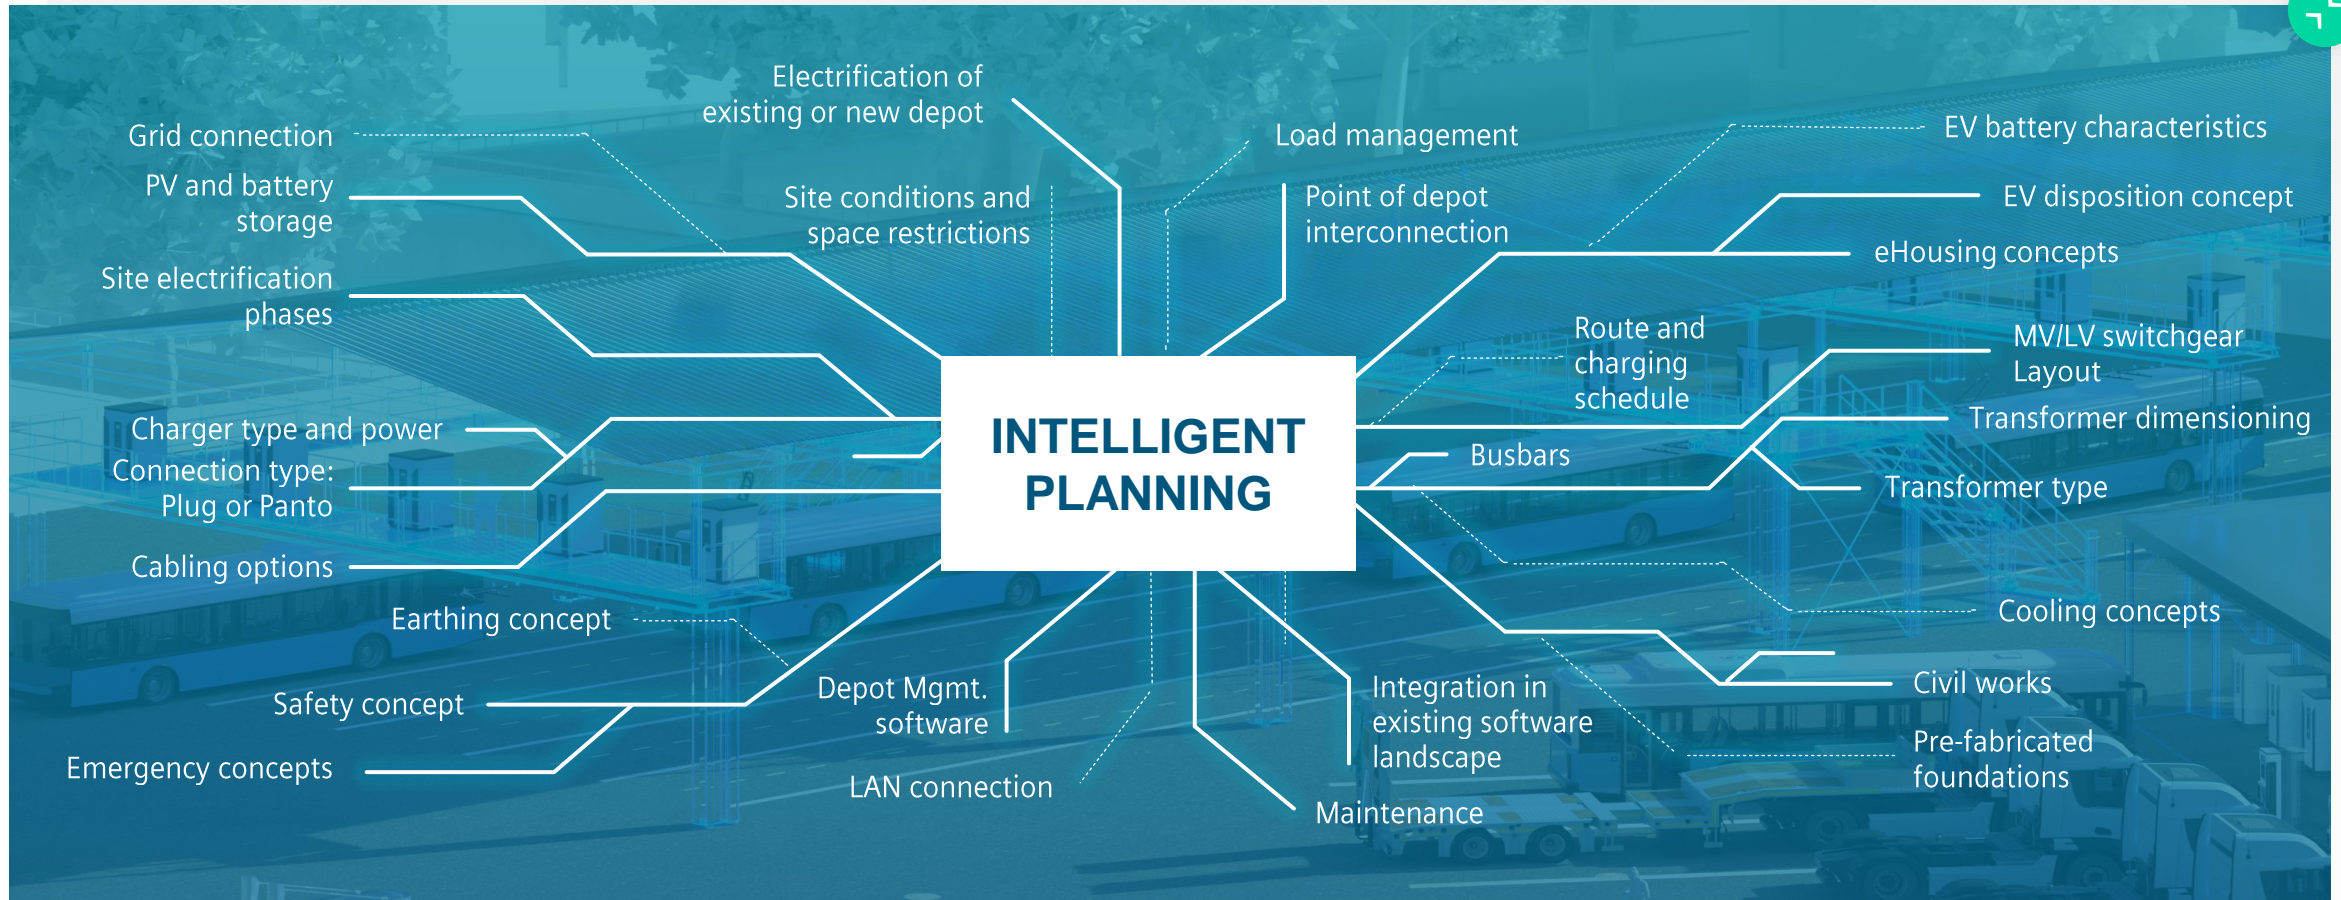 Electrification of
existing or new depot
Grid connection
Load management
EV battery characteristics
PV and battery
storage
Site conditions and
space restrictions
Point of depot
interconnection
EV disposition concept
eHousing concepts
Site electrification
phases
Route and
charging
schedule
MV/LV switchgear
Layout
Charger type and power
Transformer dimensioning
INTELLIGENT
PLANNING
Busbars
Connection type:
Plug or Panto
Transformer type
Cabling options
Earthing concept
Cooling concepts
Safety concept
Depot Mgmt.
software
Integration in
existing software
landscape
Civil works
Emergency concepts
LAN connection
Maintenance
Pre-fabricated
foundations